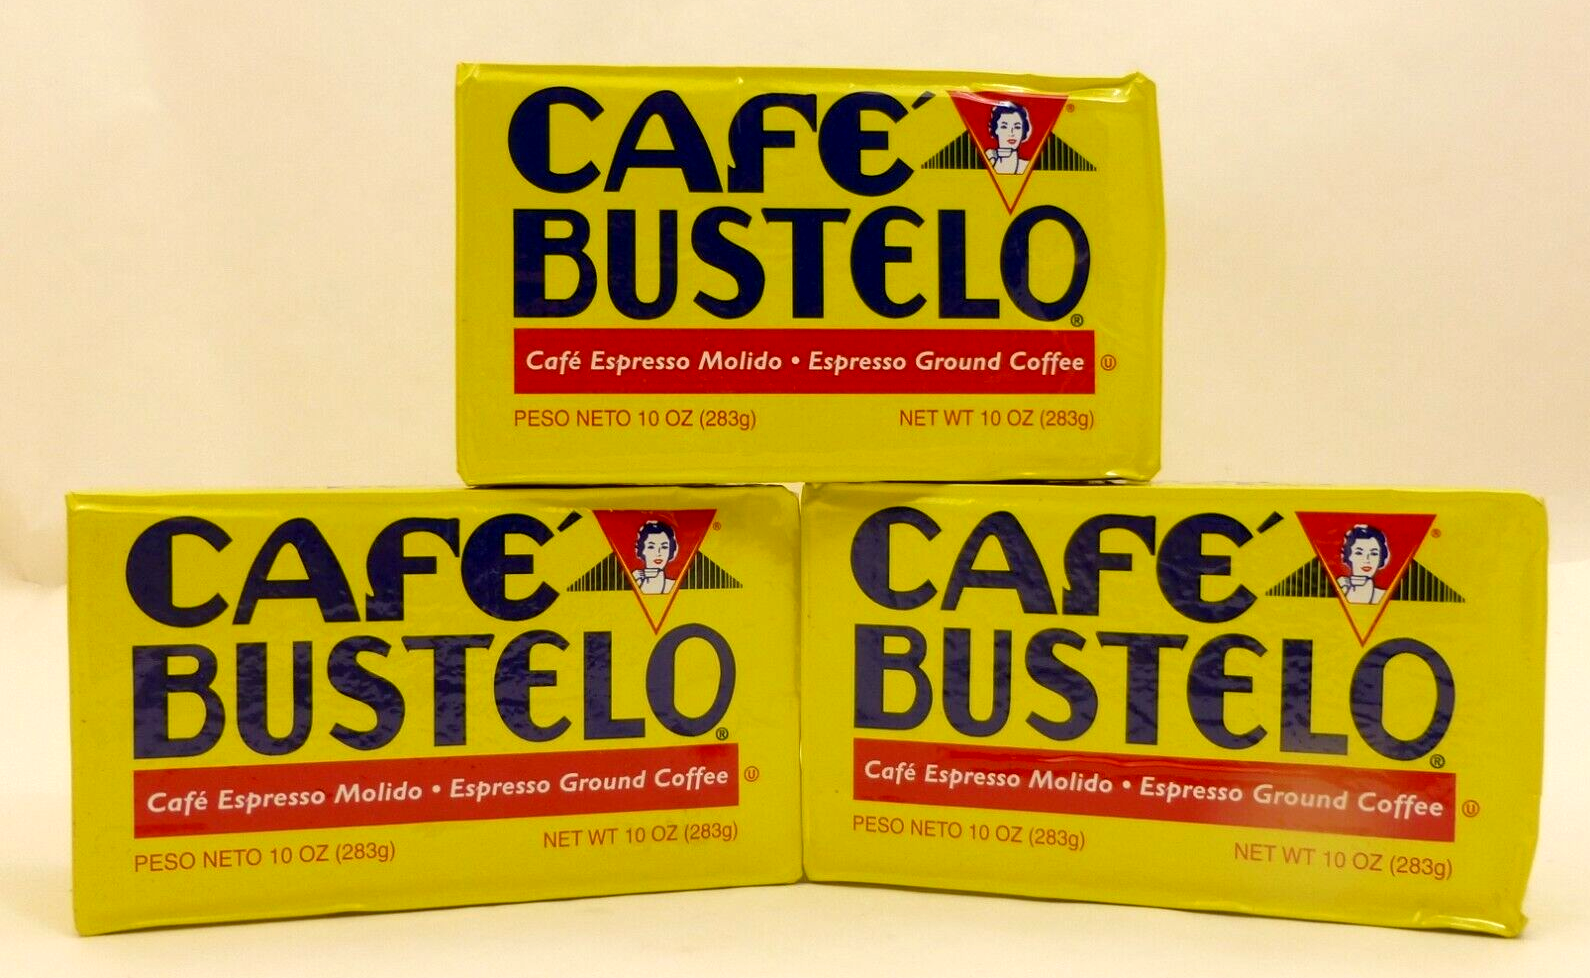 CAFÉ
BUSTELO®
Café Espresso Molido • Espresso Ground Coffee Ⓤ
PESO NETO 10 OZ (283g) NET WT 10 OZ (283g)
CAFÉ
BUSTELO®
Café Espresso Molido • Espresso Ground Coffee Ⓤ
PESO NETO 10 OZ (283g) NET WT 10 OZ (283g)
CAFÉ
BUSTELO®
Café Espresso Molido • Espresso Ground Coffee Ⓤ
PESO NETO 10 OZ (283g) NET WT 10 OZ (283g)